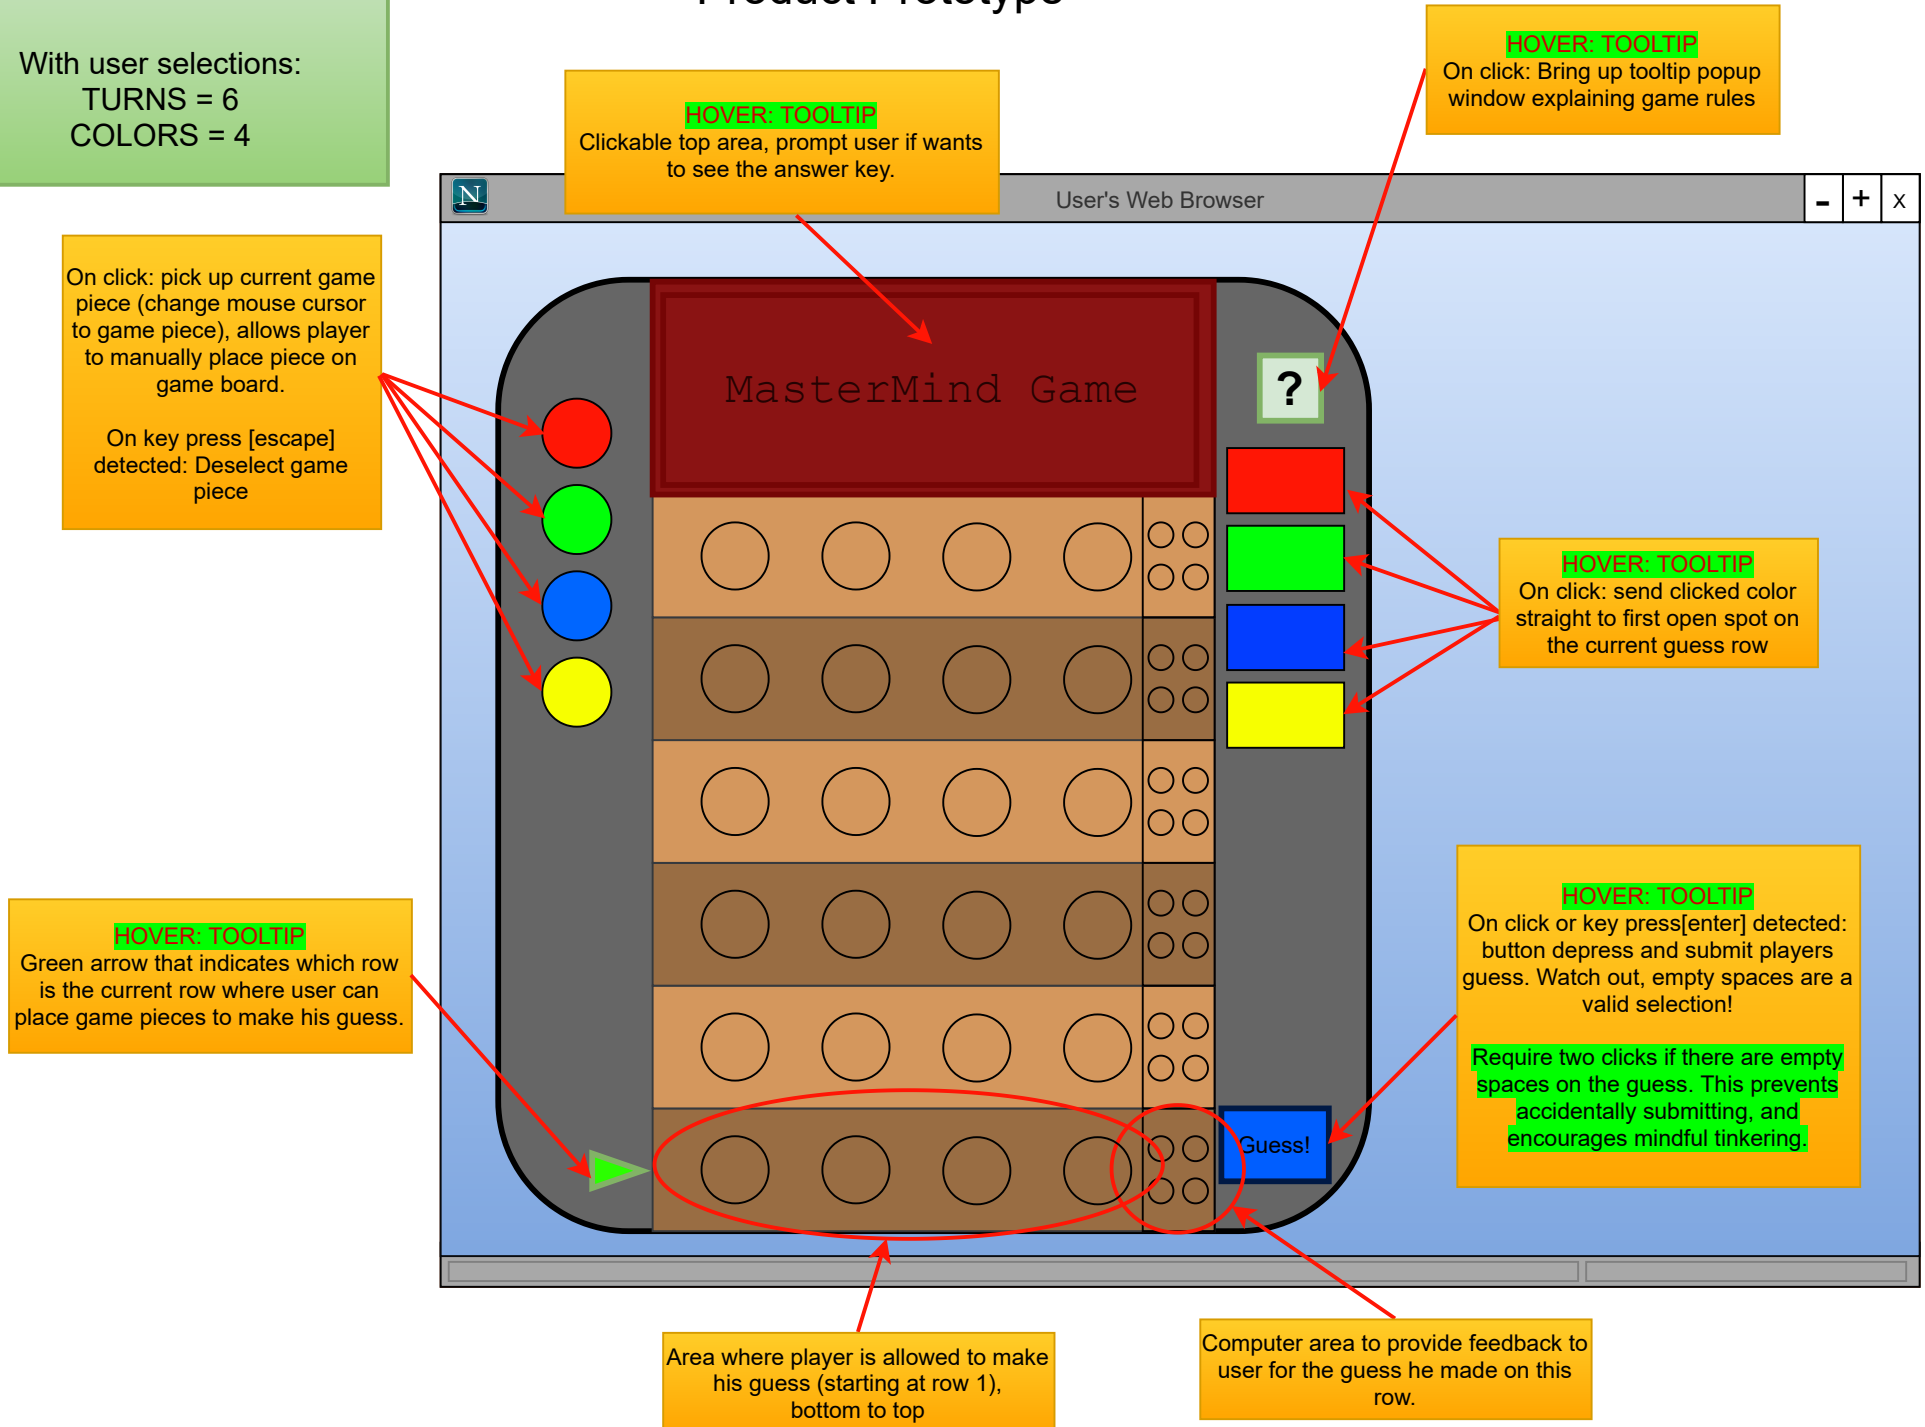 Product Prototype
With user selections:
TURNS = 6
COLORS = 4
HOVER: TOOLTIP
On click: Bring up tooltip popup
window explaining game rules
HOVER: TOOLTIP
Clickable top area, prompt user if wants
to see the answer key.
N
User's Web Browser
-
+
x
On click: pick up current game
piece (change mouse cursor
to game piece), allows player
to manually place piece on
game board.
On key press [escape]
detected: Deselect game
piece
MasterMind Game
?
HOVER: TOOLTIP
On click: send clicked color
straight to first open spot on
the current guess row
HOVER: TOOLTIP
Green arrow that indicates which row
is the current row where user can
place game pieces to make his guess.
HOVER: TOOLTIP
On click or key press[enter] detected:
button depress and submit players
guess. Watch out, empty spaces are a
valid selection!
Require two clicks if there are empty
spaces on the guess. This prevents
accidentally submitting, and
encourages mindful tinkering.
Guess!
Area where player is allowed to make
his guess (starting at row 1),
bottom to top
Computer area to provide feedback to
user for the guess he made on this
row.